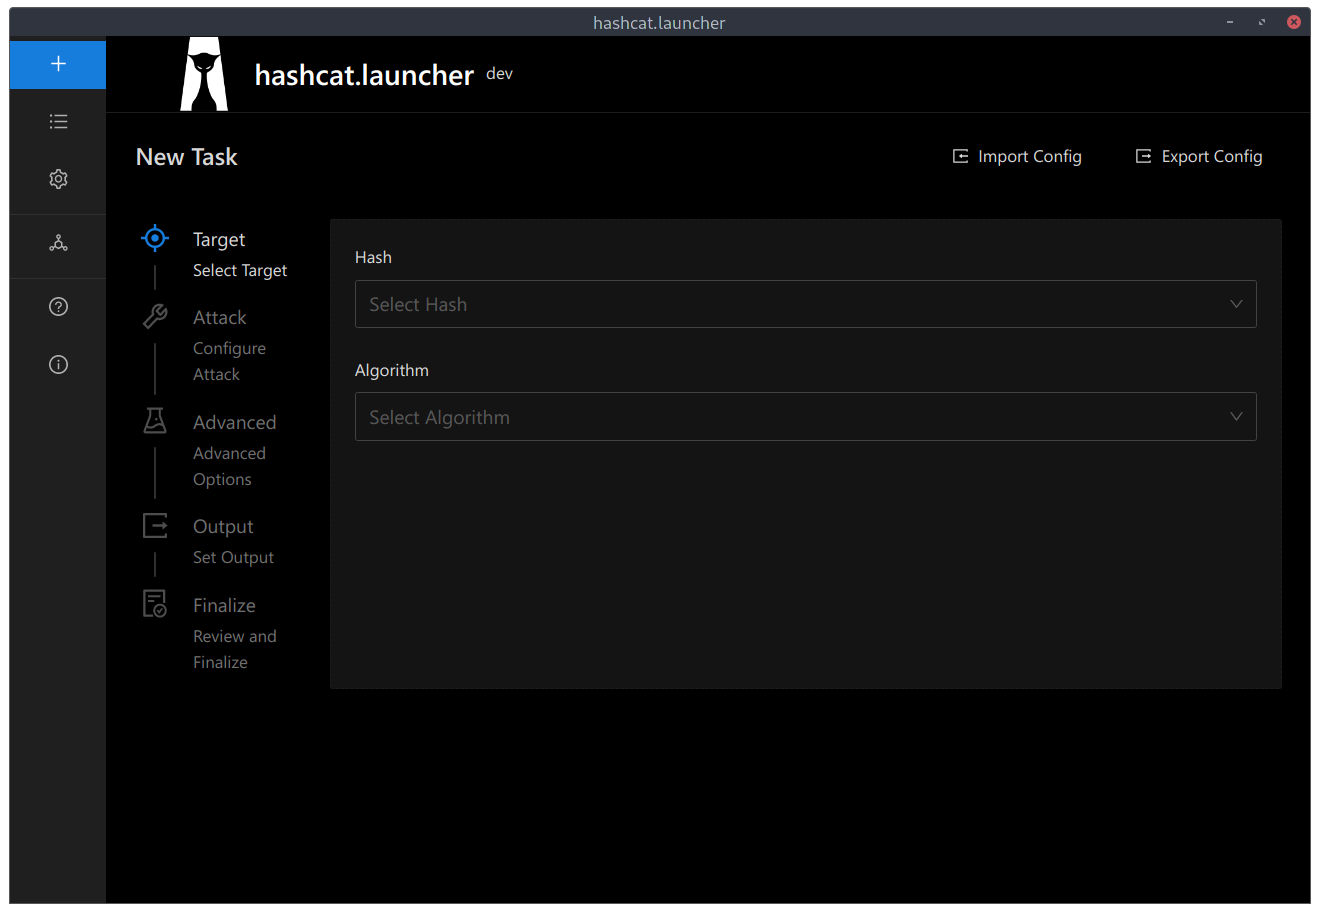 hashcat.launcher
hashcat.launcher dev
New Task
Import Config
Export Config
Target
Select Target
Attack
Configure
Attack
Advanced
Advanced
Options
Output
Set Output
Finalize
Review and
Finalize
Hash
Select Hash
Algorithm
Select Algorithm